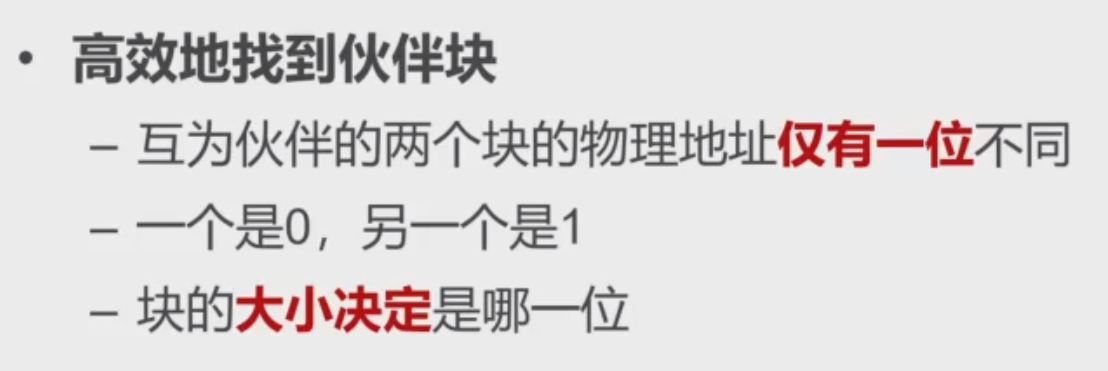 • 高效地找到伙伴块
– 互为伙伴的两个块的物理地址仅有一位不同
– 一个是0，另一个是1
– 块的大小决定是哪一位